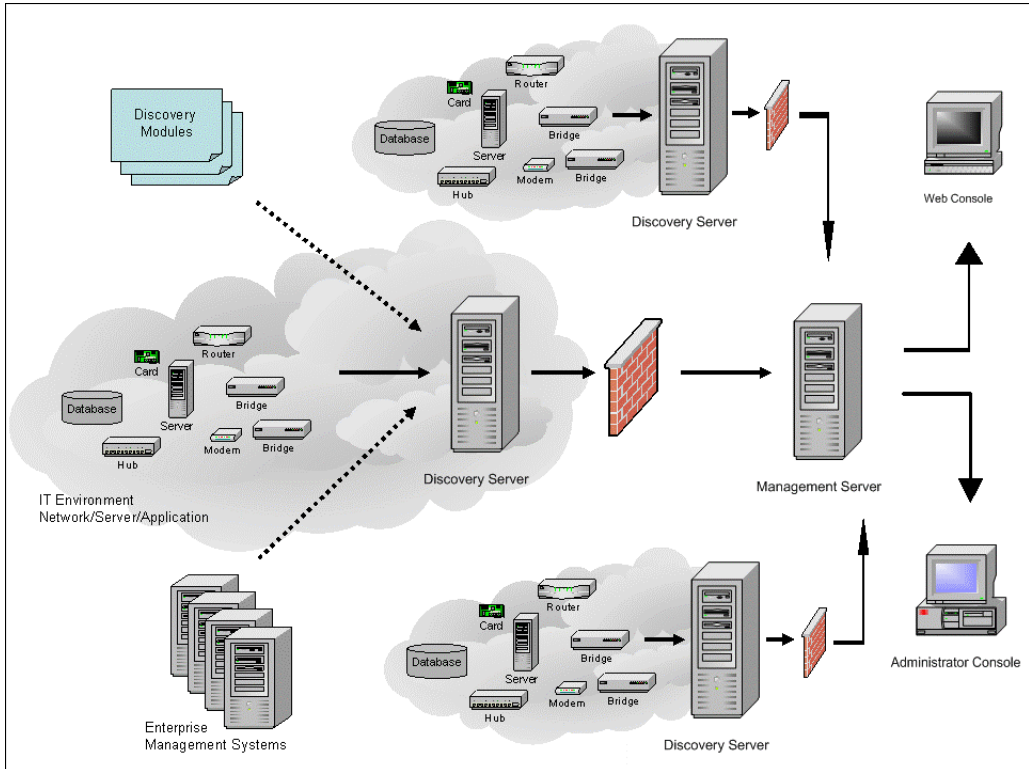 Discovery
Modules
Router
Card
Database
Server
Bridge
Modem
Bridge
Hub
Discovery Server
Web Console
Router
Card
Database
Server
Bridge
Modem
Bridge
Hub
IT Environment
Network/Server/Application
Discovery Server
Management Server
Enterprise
Management Systems
Router
Card
Database
Server
Bridge
Modem
Bridge
Hub
Discovery Server
Administrator Console